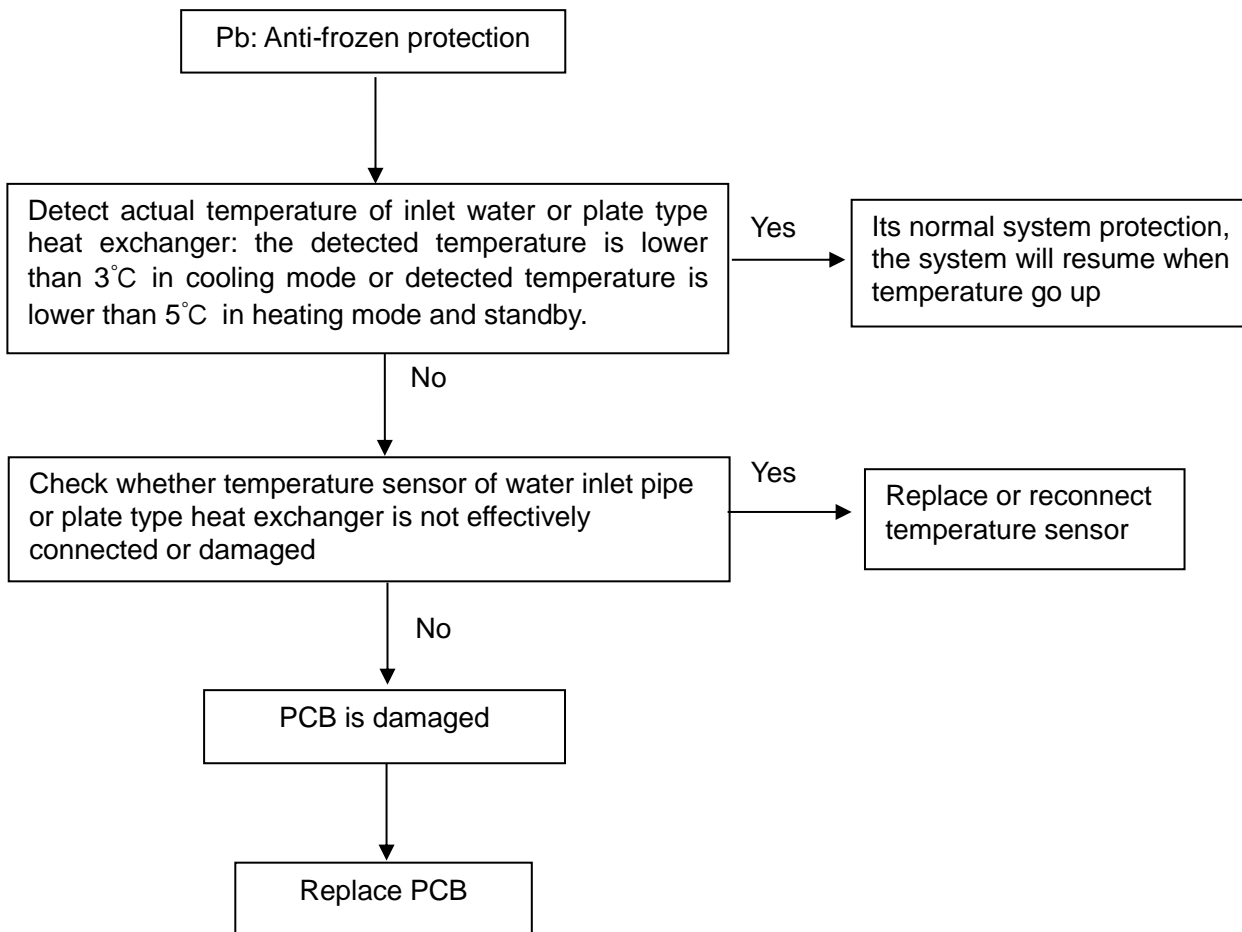 Pb: Anti-frozen protection
Detect actual temperature of inlet water or plate type
heat exchanger: the detected temperature is lower
than 3℃ in cooling mode or detected temperature is
lower than 5℃ in heating mode and standby.
Yes
Its normal system protection,
the system will resume when
temperature go up
No
Check whether temperature sensor of water inlet pipe
or plate type heat exchanger is not effectively
connected or damaged
Yes
Replace or reconnect
temperature sensor
No
PCB is damaged
Replace PCB